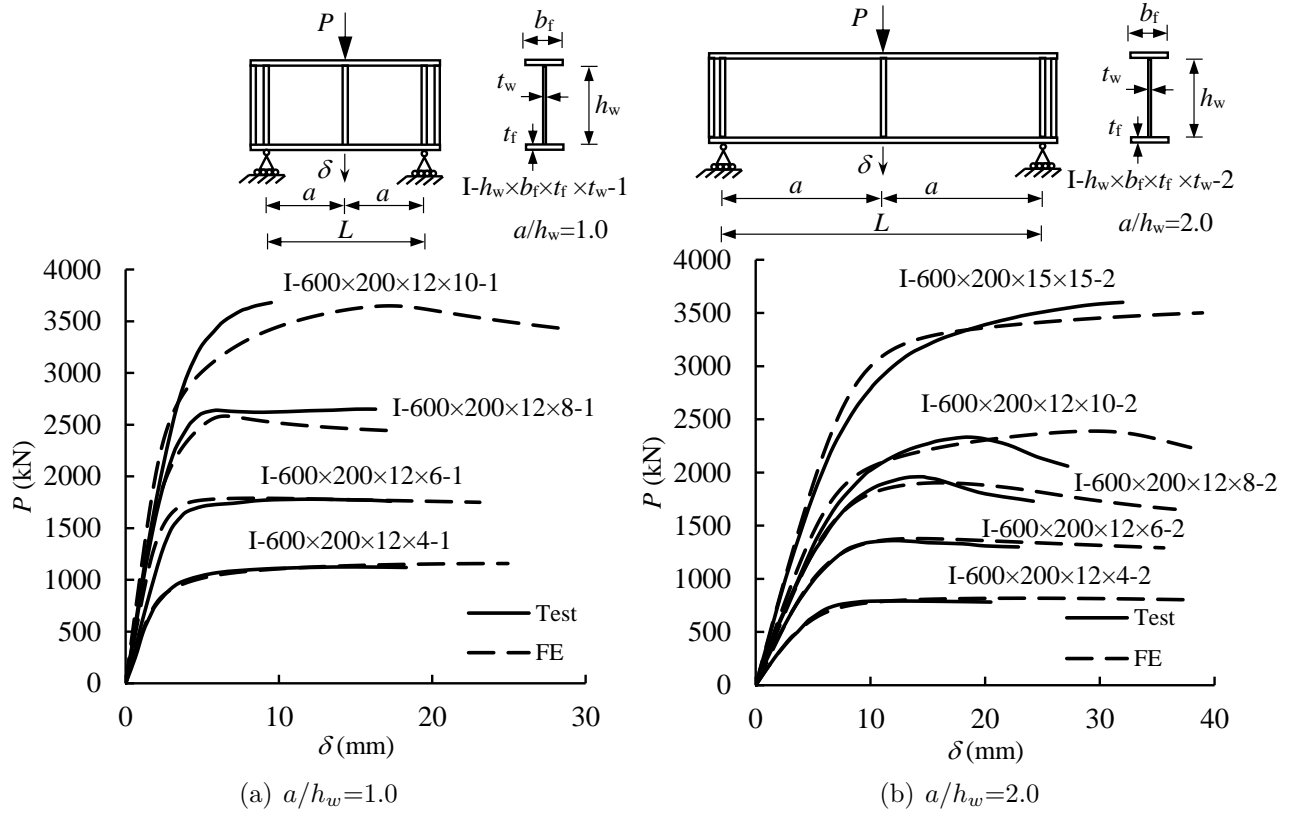 P
b_f
t_w
h_w
t_f
δ
I-h_w×b_f×t_f ×t_w-1
a
a
a/h_w=1.0
L
P
b_f
t_w
h_w
t_f
δ
I-h_w×b_f×t_f ×t_w-2
a
a
a/h_w=2.0
L
4000
3500
3000
2500
2000
1500
1000
500
0
P (kN)
I-600×200×12×10-1
I-600×200×12×8-1
I-600×200×12×6-1
I-600×200×12×4-1
Test
FE
0
10
20
30
δ (mm)
(a) a/h_w=1.0
4000
3500
3000
2500
2000
1500
1000
500
0
P (kN)
I-600×200×15×15-2
I-600×200×12×10-2
I-600×200×12×8-2
I-600×200×12×6-2
I-600×200×12×4-2
Test
FE
0
10
20
30
40
δ (mm)
(b) a/h_w=2.0